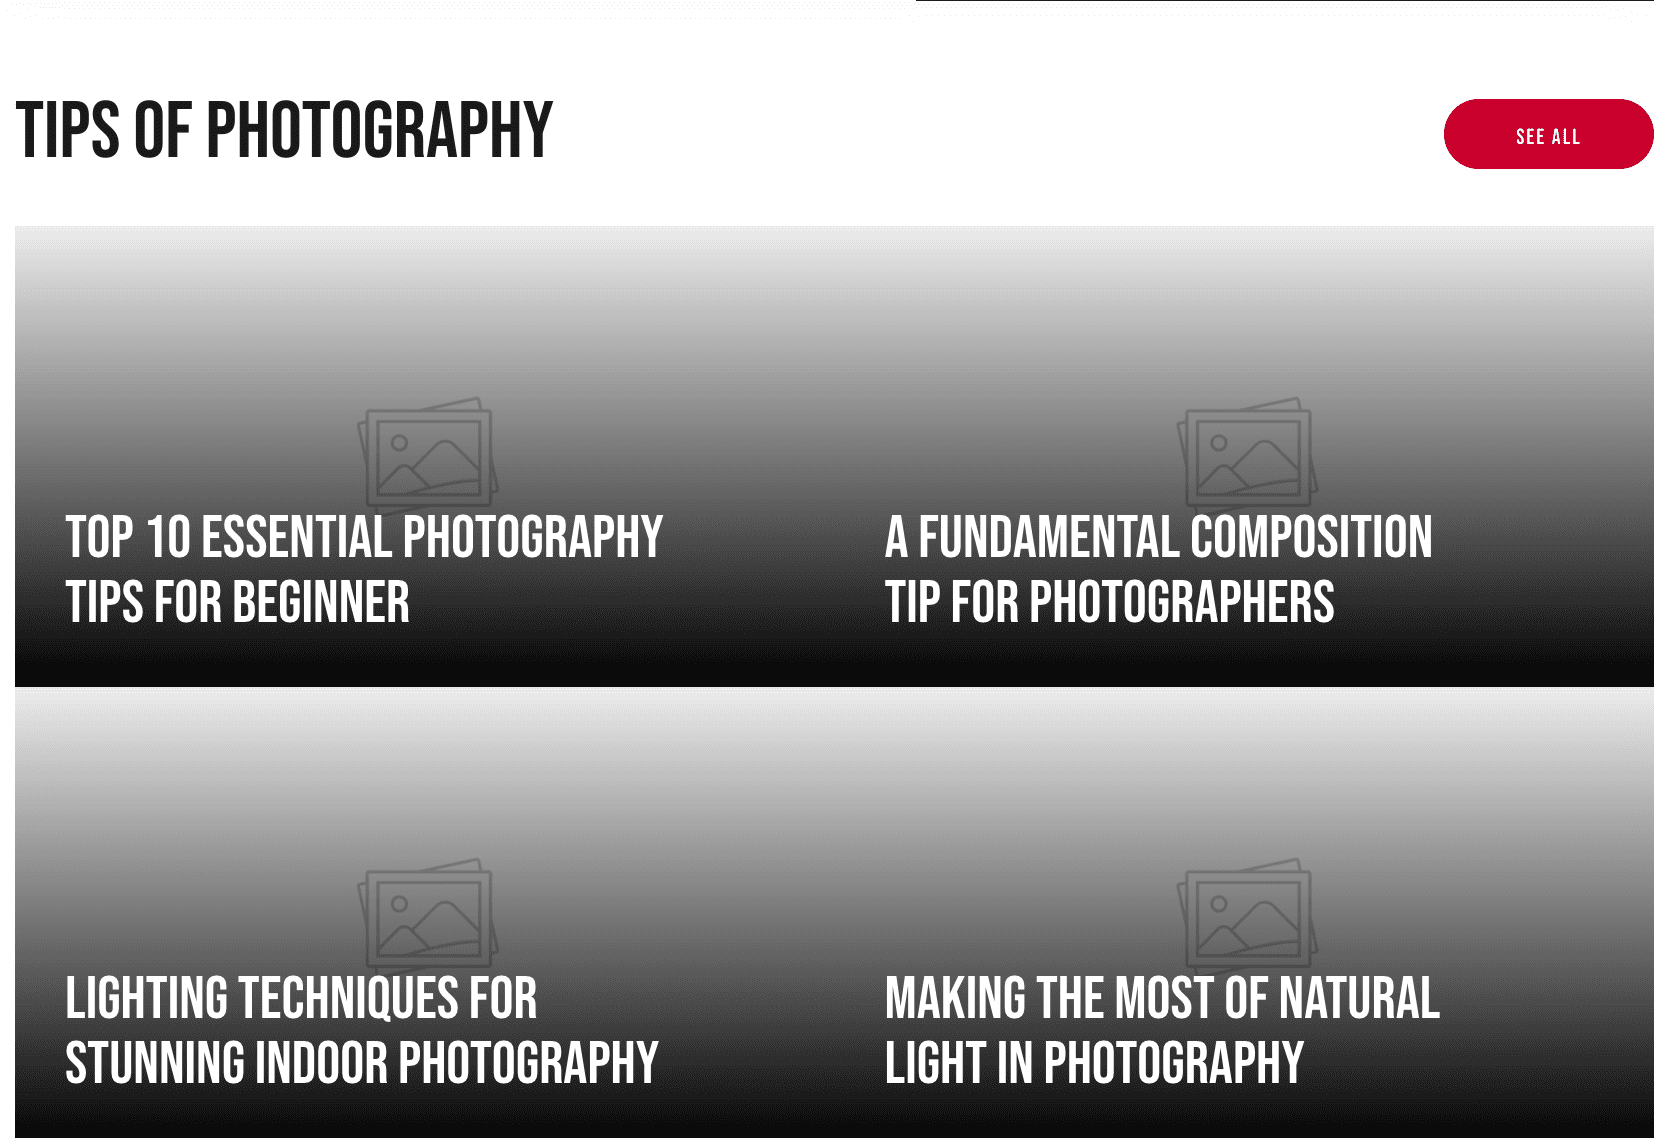 TIPS OF PHOTOGRAPHY
SEE ALL
TOP 10 ESSENTIAL PHOTOGRAPHY
TIPS FOR BEGINNER
A FUNDAMENTAL COMPOSITION
TIP FOR PHOTOGRAPHERS
LIGHTING TECHNIQUES FOR
STUNNING INDOOR PHOTOGRAPHY
MAKING THE MOST OF NATURAL
LIGHT IN PHOTOGRAPHY